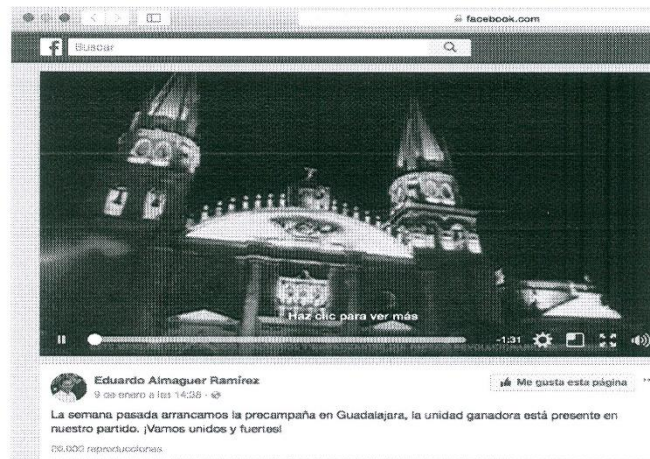 facebook.com
f Buscar
Haz clic para ver más
-1:31
Eduardo Almaguer Ramírez
9 de enero a las 14:38 ·
Me gusta esta página
La semana pasada arrancamos la precampaña en Guadalajara, la unidad ganadora está presente en
nuestro partido. ¡Vamos unidos y fuertes!
reproducciones